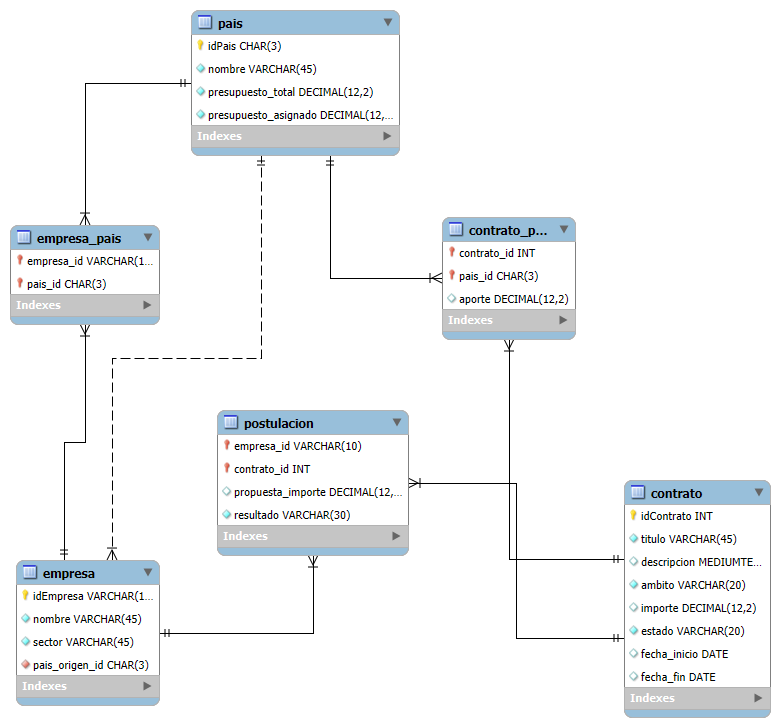 pais
idPais CHAR(3)
nombre VARCHAR(45)
presupuesto_total DECIMAL(12,2)
presupuesto_asignado DECIMAL(12,...
Indexes
empresa_pais
empresa_id VARCHAR(1...
pais_id CHAR(3)
Indexes
contrato_p...
contrato_id INT
pais_id CHAR(3)
aporte DECIMAL(12,2)
Indexes
postulacion
empresa_id VARCHAR(10)
contrato_id INT
propuesta_importe DECIMAL(12,...
resultado VARCHAR(30)
Indexes
contrato
idContrato INT
titulo VARCHAR(45)
descripcion MEDIUMTE...
ambito VARCHAR(20)
importe DECIMAL(12,2)
estado VARCHAR(20)
fecha_inicio DATE
fecha_fin DATE
Indexes
empresa
idEmpresa VARCHAR(1...
nombre VARCHAR(45)
sector VARCHAR(45)
pais_origen_id CHAR(3)
Indexes